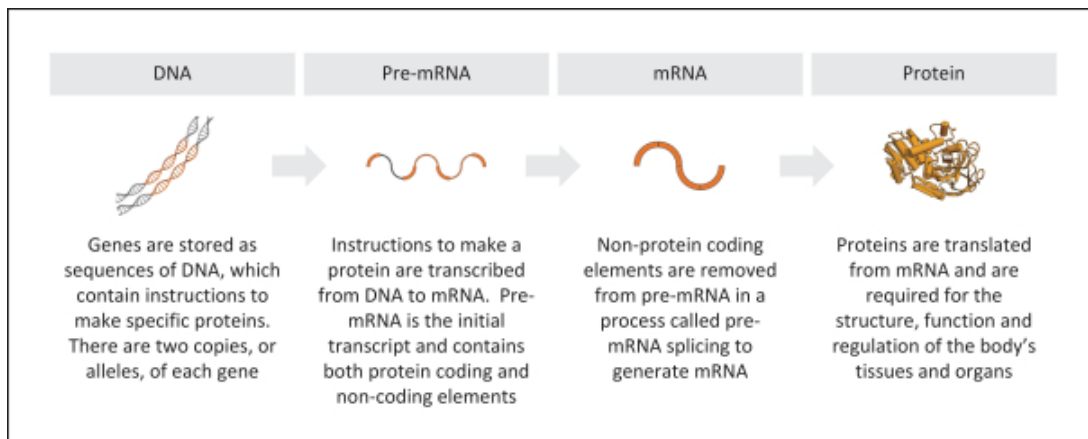 DNA
Pre-mRNA
mRNA
Protein
Genes are stored as
sequences of DNA, which
contain instructions to
make specific proteins.
There are two copies, or
alleles, of each gene
Instructions to make a
protein are transcribed
from DNA to mRNA.  Pre-
mRNA is the initial
transcript and contains
both protein coding and
non-coding elements
Non-protein coding
elements are removed
from pre-mRNA in a
process called pre-
mRNA splicing to
generate mRNA
Proteins are translated
from mRNA and are
required for the
structure, function and
regulation of the body’s
tissues and organs